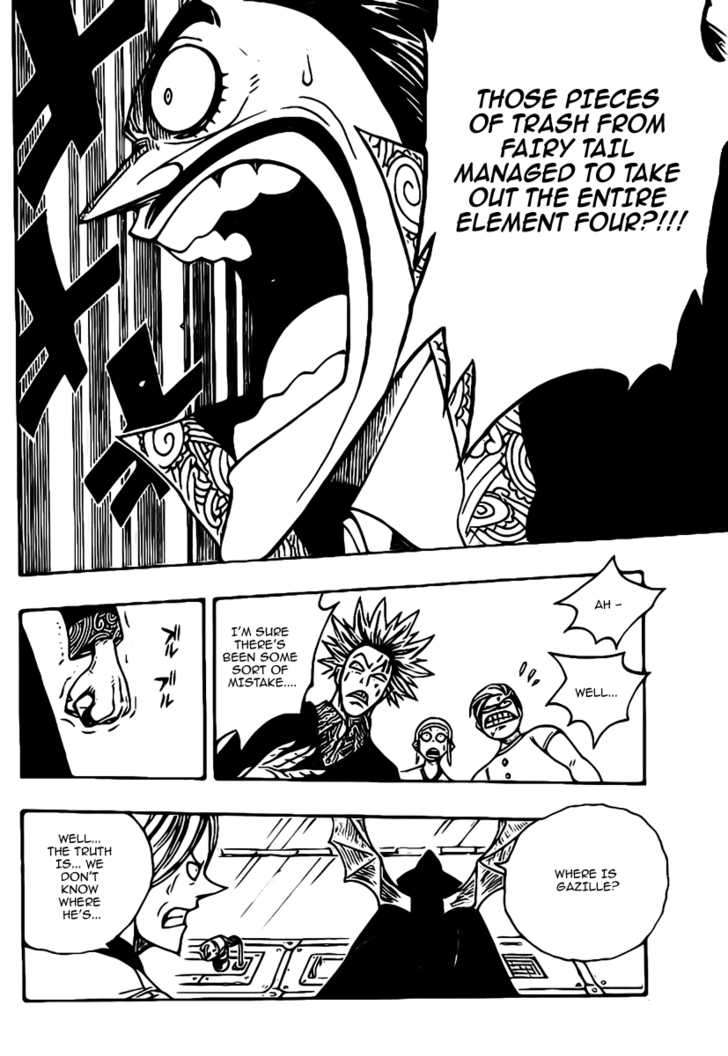 THOSE PIECES
OF TRASH FROM
FAIRY TAIL
MANAGED TO TAKE
OUT THE ENTIRE
ELEMENT FOUR?!!!
I'M SURE
THERE'S
BEEN SOME
SORT OF
MISTAKE....
AH -
WELL...
WELL...
THE TRUTH
IS... WE
DON'T
KNOW
WHERE
HE'S...
WHERE IS
GAZILLE?